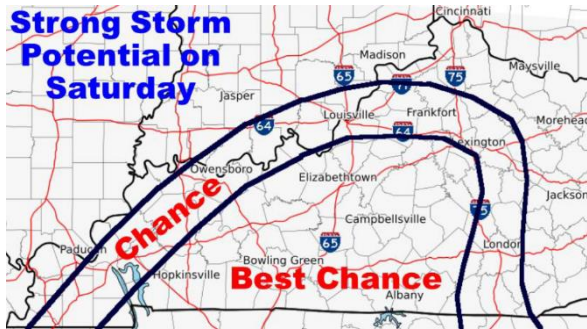 Strong Storm
Potential on
Saturday
Cincinnati
Madison
65
71
75
Maysville
Jasper
64
Louisville
Frankfort
Morehead
64
Lexington
Owensboro
Elizabethtown
Jackson
Chance
Campbellsville
75
Paducah
65
London
Hopkinsville
Bowling Green
Best Chance
Albany